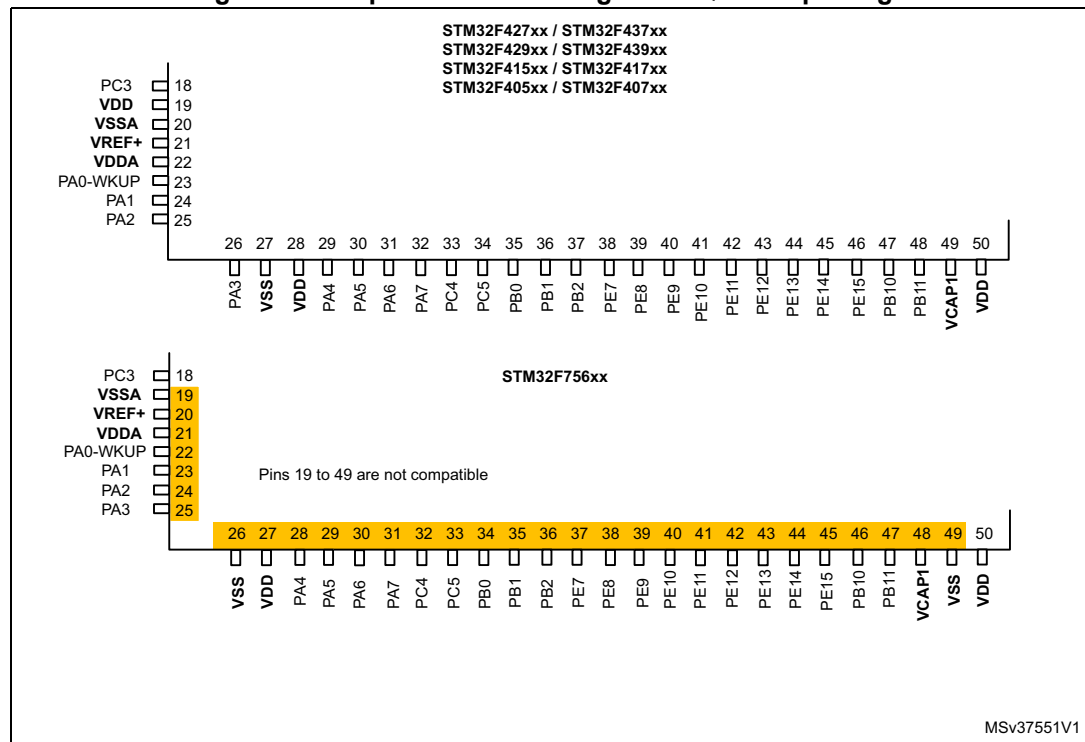 STM32F427xx / STM32F437xx
STM32F429xx / STM32F439xx
STM32F415xx / STM32F417xx
STM32F405xx / STM32F407xx
PC3 18
VDD 19
VSSA 20
VREF+ 21
VDDA 22
PA0-WKUP 23
PA1 24
PA2 25
26 27 28 29 30 31 32 33 34 35 36 37 38 39 40 41 42 43 44 45 46 47 48 49 50
PA3 VSS VDD PA4 PA5 PA6 PA7 PC4 PC5 PB0 PB1 PB2 PE7 PE8 PE9 PE10 PE11 PE12 PE13 PE14 PE15 PB10 PB11 VCAP1 VDD
STM32F756xx
PC3 18
VSSA 19
VREF+ 20
VDDA 21
PA0-WKUP 22
PA1 23
PA2 24
PA3 25
Pins 19 to 49 are not compatible
26 27 28 29 30 31 32 33 34 35 36 37 38 39 40 41 42 43 44 45 46 47 48 49 50
VSS VDD PA4 PA5 PA6 PA7 PC4 PC5 PB0 PB1 PB2 PE7 PE8 PE9 PE10 PE11 PE12 PE13 PE14 PE15 PB10 PB11 VCAP1 VSS VDD
MSv37551V1